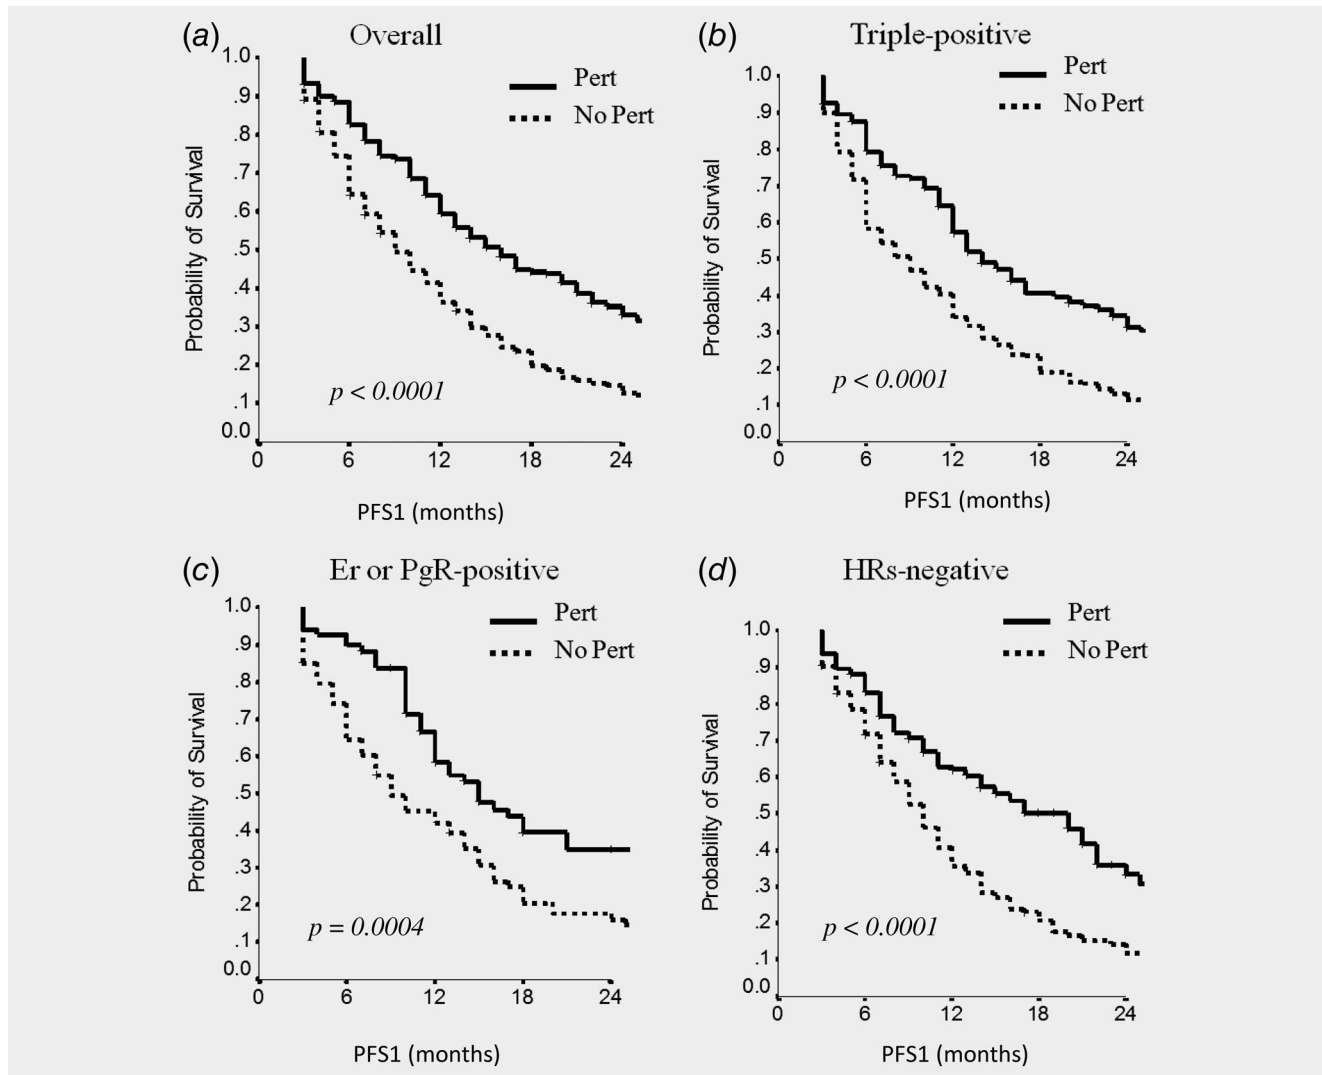 (a) Overall
Pert
No Pert
1.0
.9
.8
.7
.6
.5
.4
.3
.2
.1
0.0
Probability of Survival
p < 0.0001
0 6 12 18 24
PFS1 (months)
(b) Triple-positive
Pert
No Pert
1.0
.9
.8
.7
.6
.5
.4
.3
.2
.1
0.0
Probability of Survival
p < 0.0001
0 6 12 18 24
PFS1 (months)
(c) Er or PgR-positive
Pert
No Pert
1.0
.9
.8
.7
.6
.5
.4
.3
.2
.1
0.0
Probability of Survival
p = 0.0004
0 6 12 18 24
PFS1 (months)
(d) HRs-negative
Pert
No Pert
1.0
.9
.8
.7
.6
.5
.4
.3
.2
.1
0.0
Probability of Survival
p < 0.0001
0 6 12 18 24
PFS1 (months)